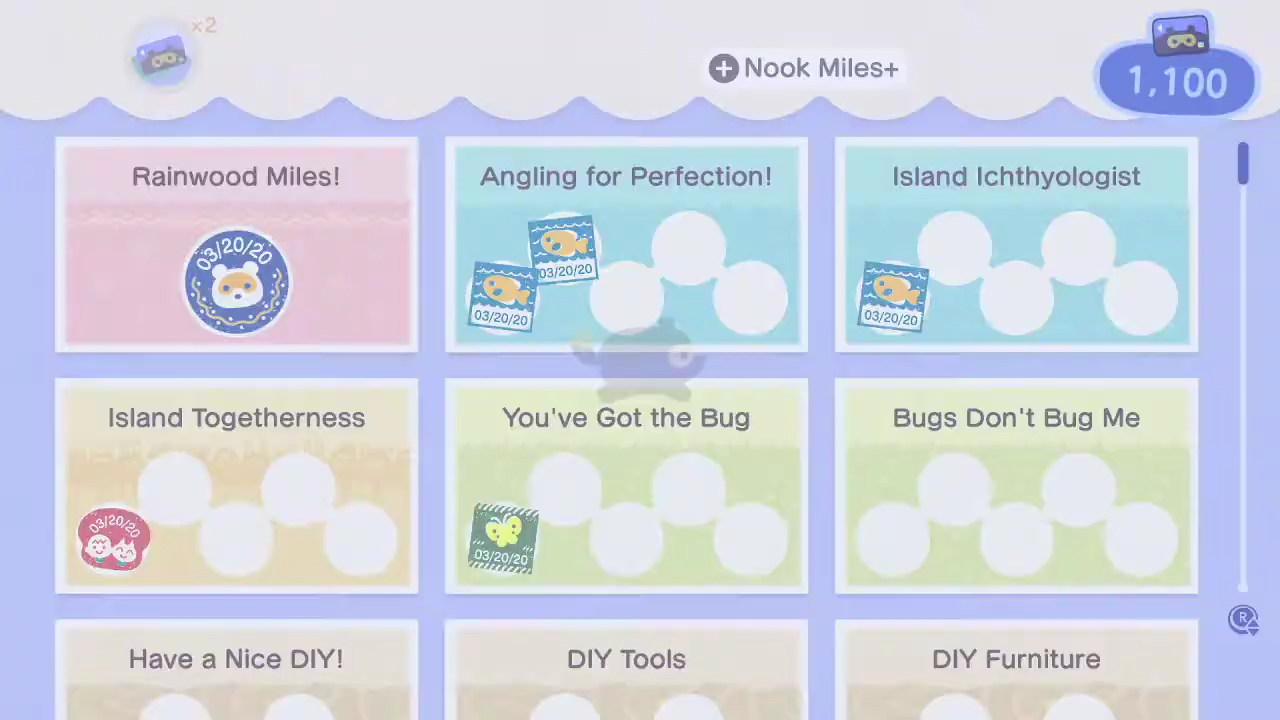 ×2
Nook Miles+
1,100
Rainwood Miles!
03/20/20
Angling for Perfection!
03/20/20
03/20/20
Island Ichthyologist
03/20/20
Island Togetherness
03/20/20
You've Got the Bug
03/20/20
Bugs Don't Bug Me
R
Have a Nice DIY!
DIY Tools
DIY Furniture